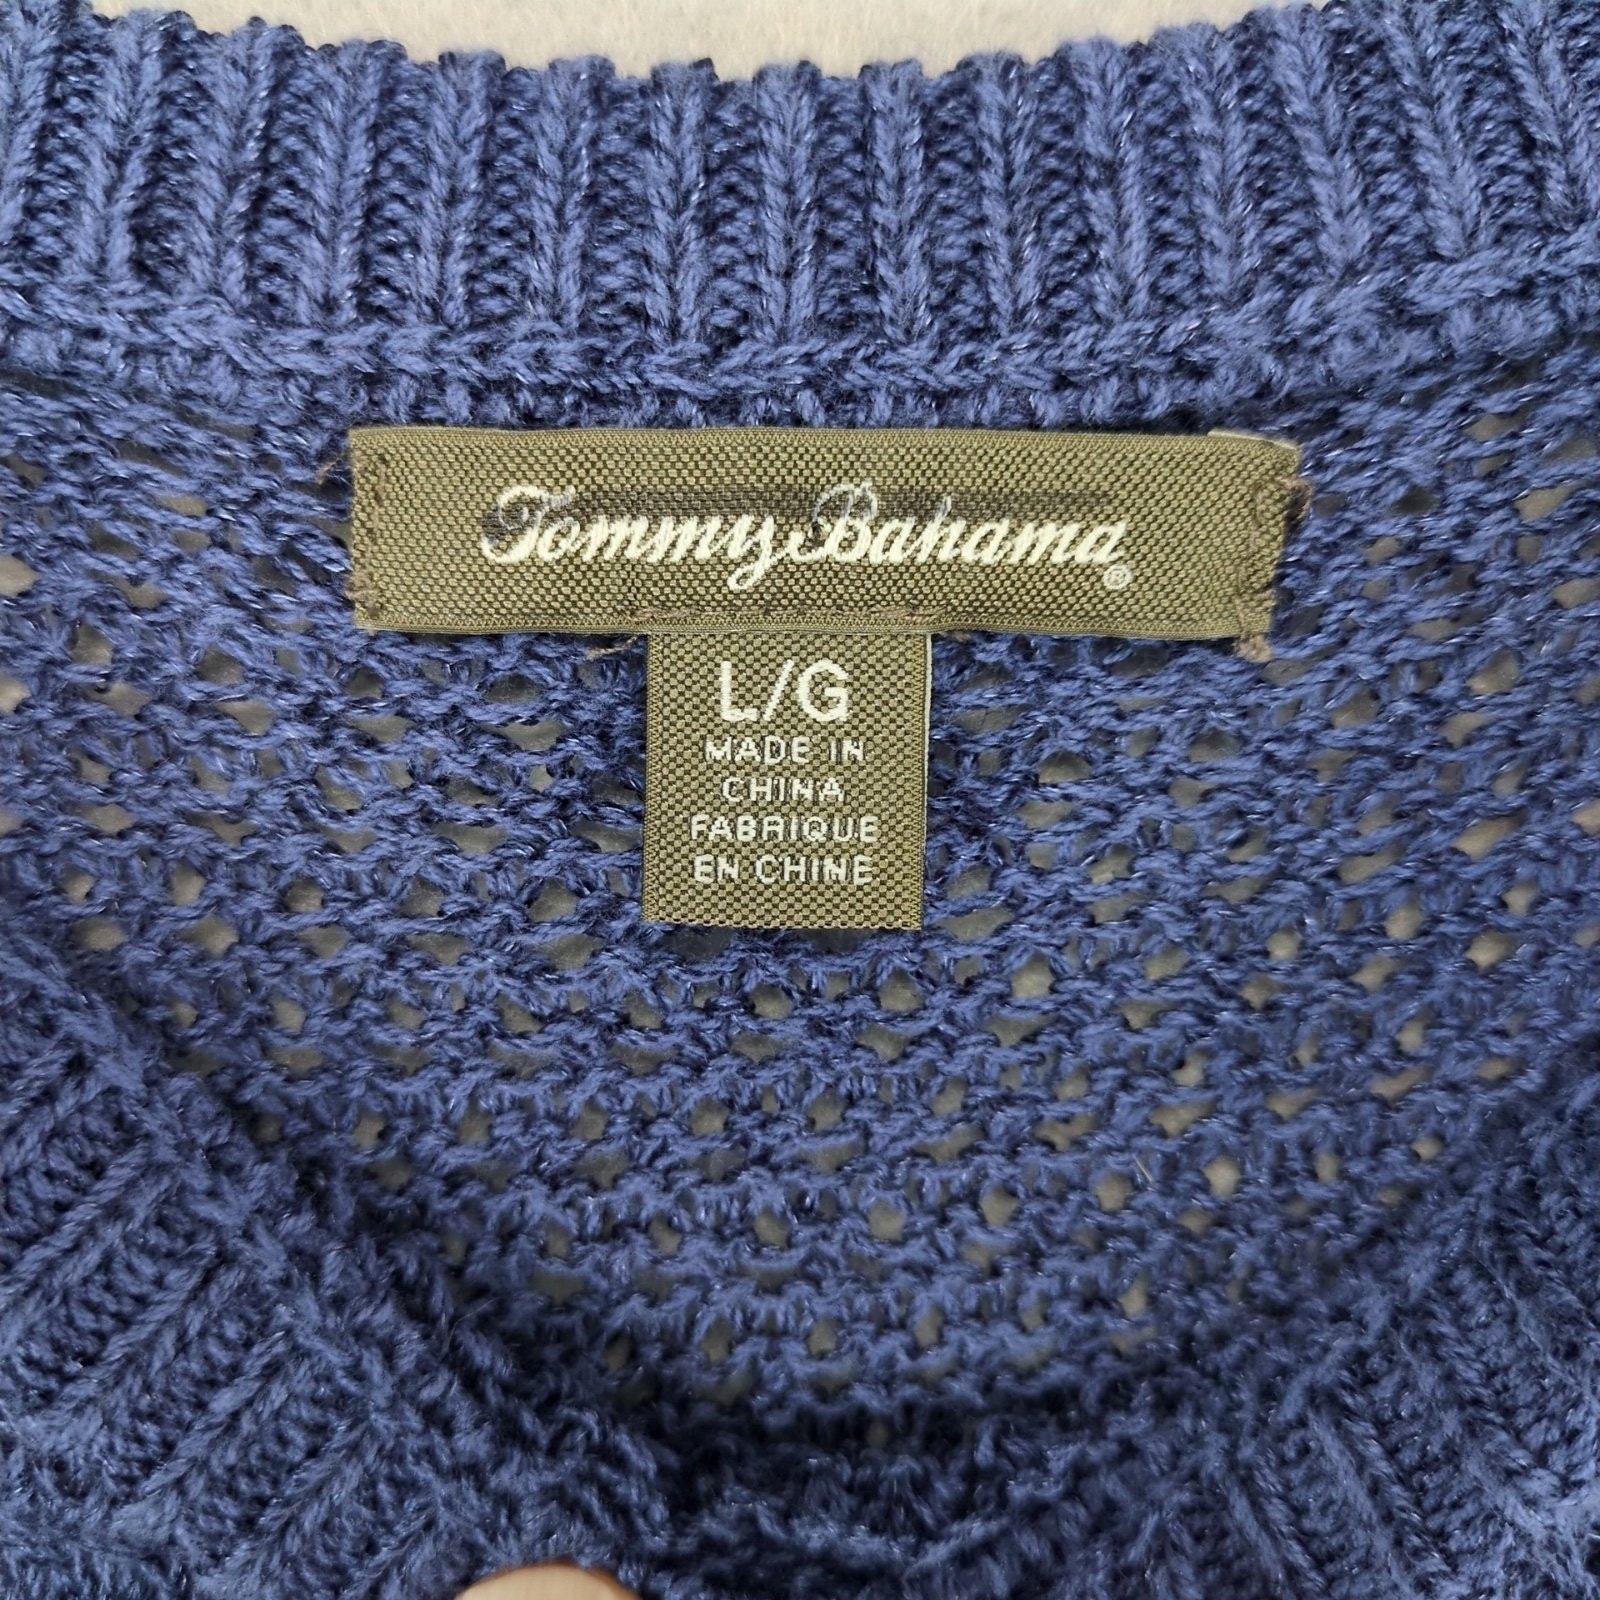 Tommy Bahama®
L/G
MADE IN
CHINA
FABRIQUE
EN CHINE